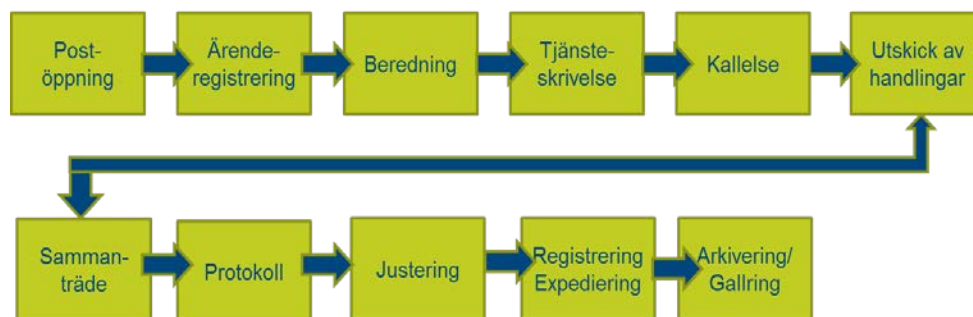 Post-
öppning
Ärende-
registrering
Beredning
Tjänste-
skrivelse
Kallelse
Utskick av
handlingar
Samman-
träde
Protokoll
Justering
Registrering
Expediering
Arkivering/
Gallring